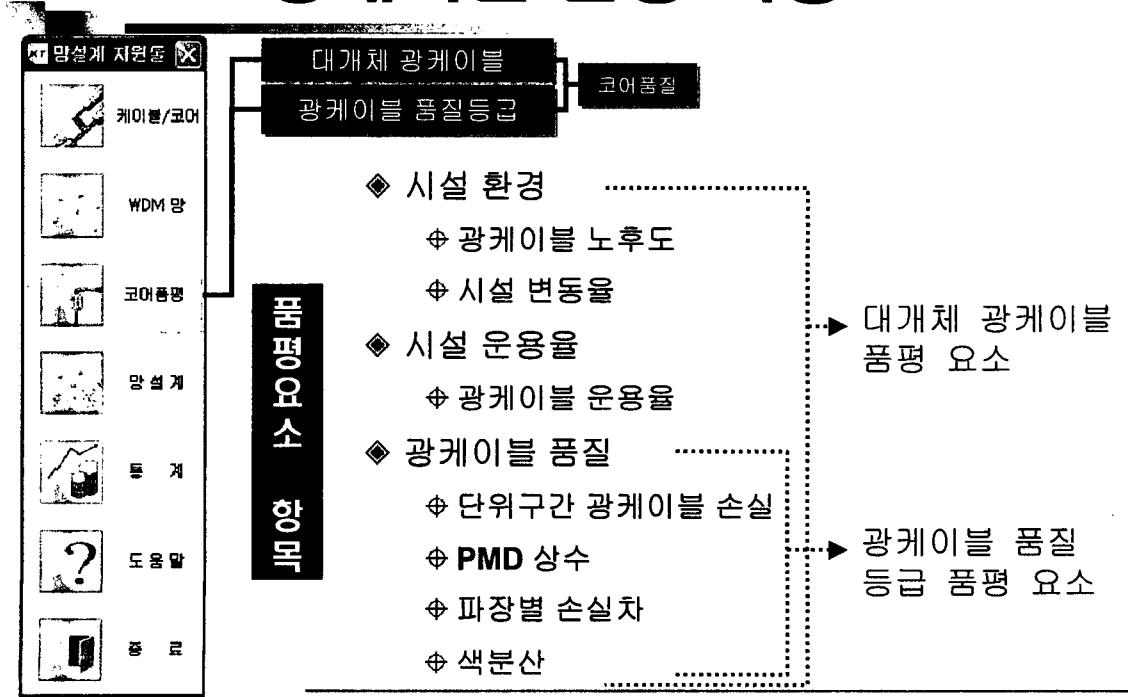 망설계 지원툴
케이블/코어
WDM 망
코어품평
망설계
통 계
도움말
종 료
대개체 광케이블
광케이블 품질등급
코어품질
품평요소 항목
◈ 시설 환경
⌖ 광케이블 노후도
⌖ 시설 변동율
◈ 시설 운용율
⌖ 광케이블 운용율
◈ 광케이블 품질
⌖ 단위구간 광케이블 손실
⌖ PMD 상수
⌖ 파장별 손실차
⌖ 색분산
대개체 광케이블
품평 요소
광케이블 품질
등급 품평 요소